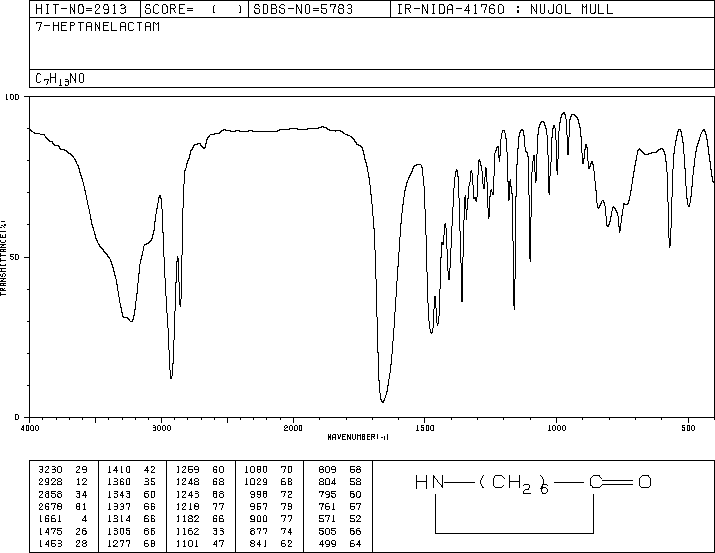 HIT-NO=2913 SCORE= ( ) SDBS-NO=5783 IR-NIDA-41760 : NUJOL MULL
7-HEPTANELACTAM
C7H13NO
100
50
0
TRANSMITTANCE(%)
4000 3000 2000 1500 1000 500
WAVENUMBER(-1)
3230 29 1410 42 1259 60 1080 70 809 58
2928 12 1360 35 1248 68 1029 68 804 58
2858 34 1343 60 1243 68 998 72 795 60
2678 81 1337 66 1218 77 957 79 761 57
1661 4 1314 66 1182 66 900 77 571 52
1475 26 1305 66 1162 33 877 74 505 66
1453 28 1277 68 1101 47 841 62 499 64
HN (CH2)6 C O